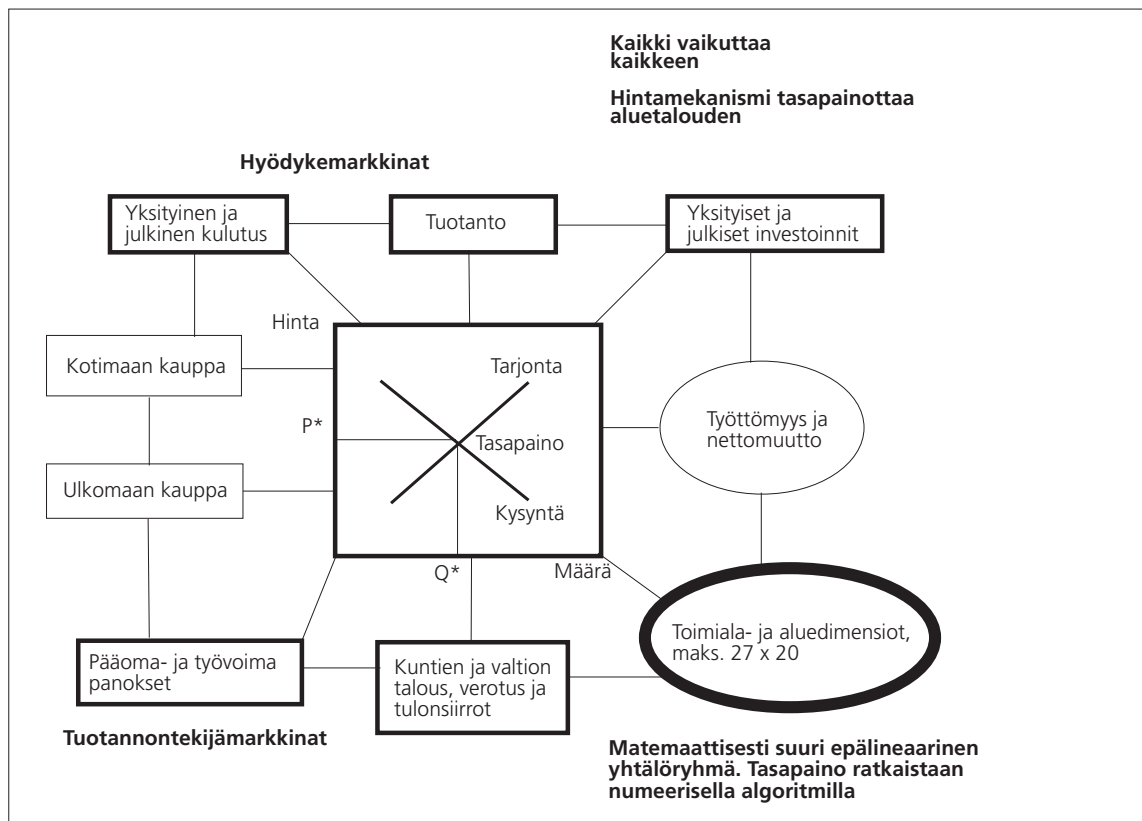 Kaikki vaikuttaa
kaikkeen
Hintamekanismi tasapainottaa
aluetalouden
Hyödykemarkkinat
Yksityinen ja
julkinen kulutus
Tuotanto
Yksityiset ja
julkiset investoinnit
Hinta
Kotimaan kauppa
Tarjonta
P*
Tasapaino
Työttömyys ja
nettomuutto
Ulkomaan kauppa
Kysyntä
Q*
Määrä
Pääoma- ja työvoima
panokset
Kuntien ja valtion
talous, verotus ja
tulonsiirrot
Toimiala- ja aluedimensiot,
maks. 27 x 20
Tuotannontekijämarkkinat
Matemaattisesti suuri epälineaarinen
yhtälöryhmä. Tasapaino ratkaistaan
numeerisella algoritmilla